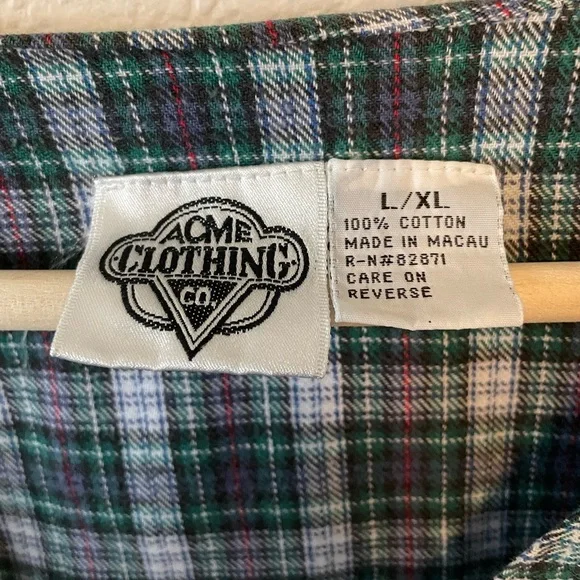 ACME
CLOTHING
CO.
L/XL
100% COTTON
MADE IN MACAU
R-N#82871
CARE ON
REVERSE